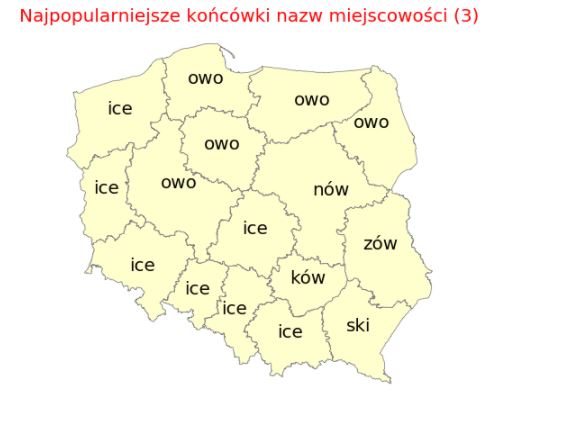 Najpopularniejsze końcówki nazw miejscowości (3)
owo
ice
owo
owo
owo
ice
owo
nów
ice
zów
ice
ków
ice
ice
ski
ice